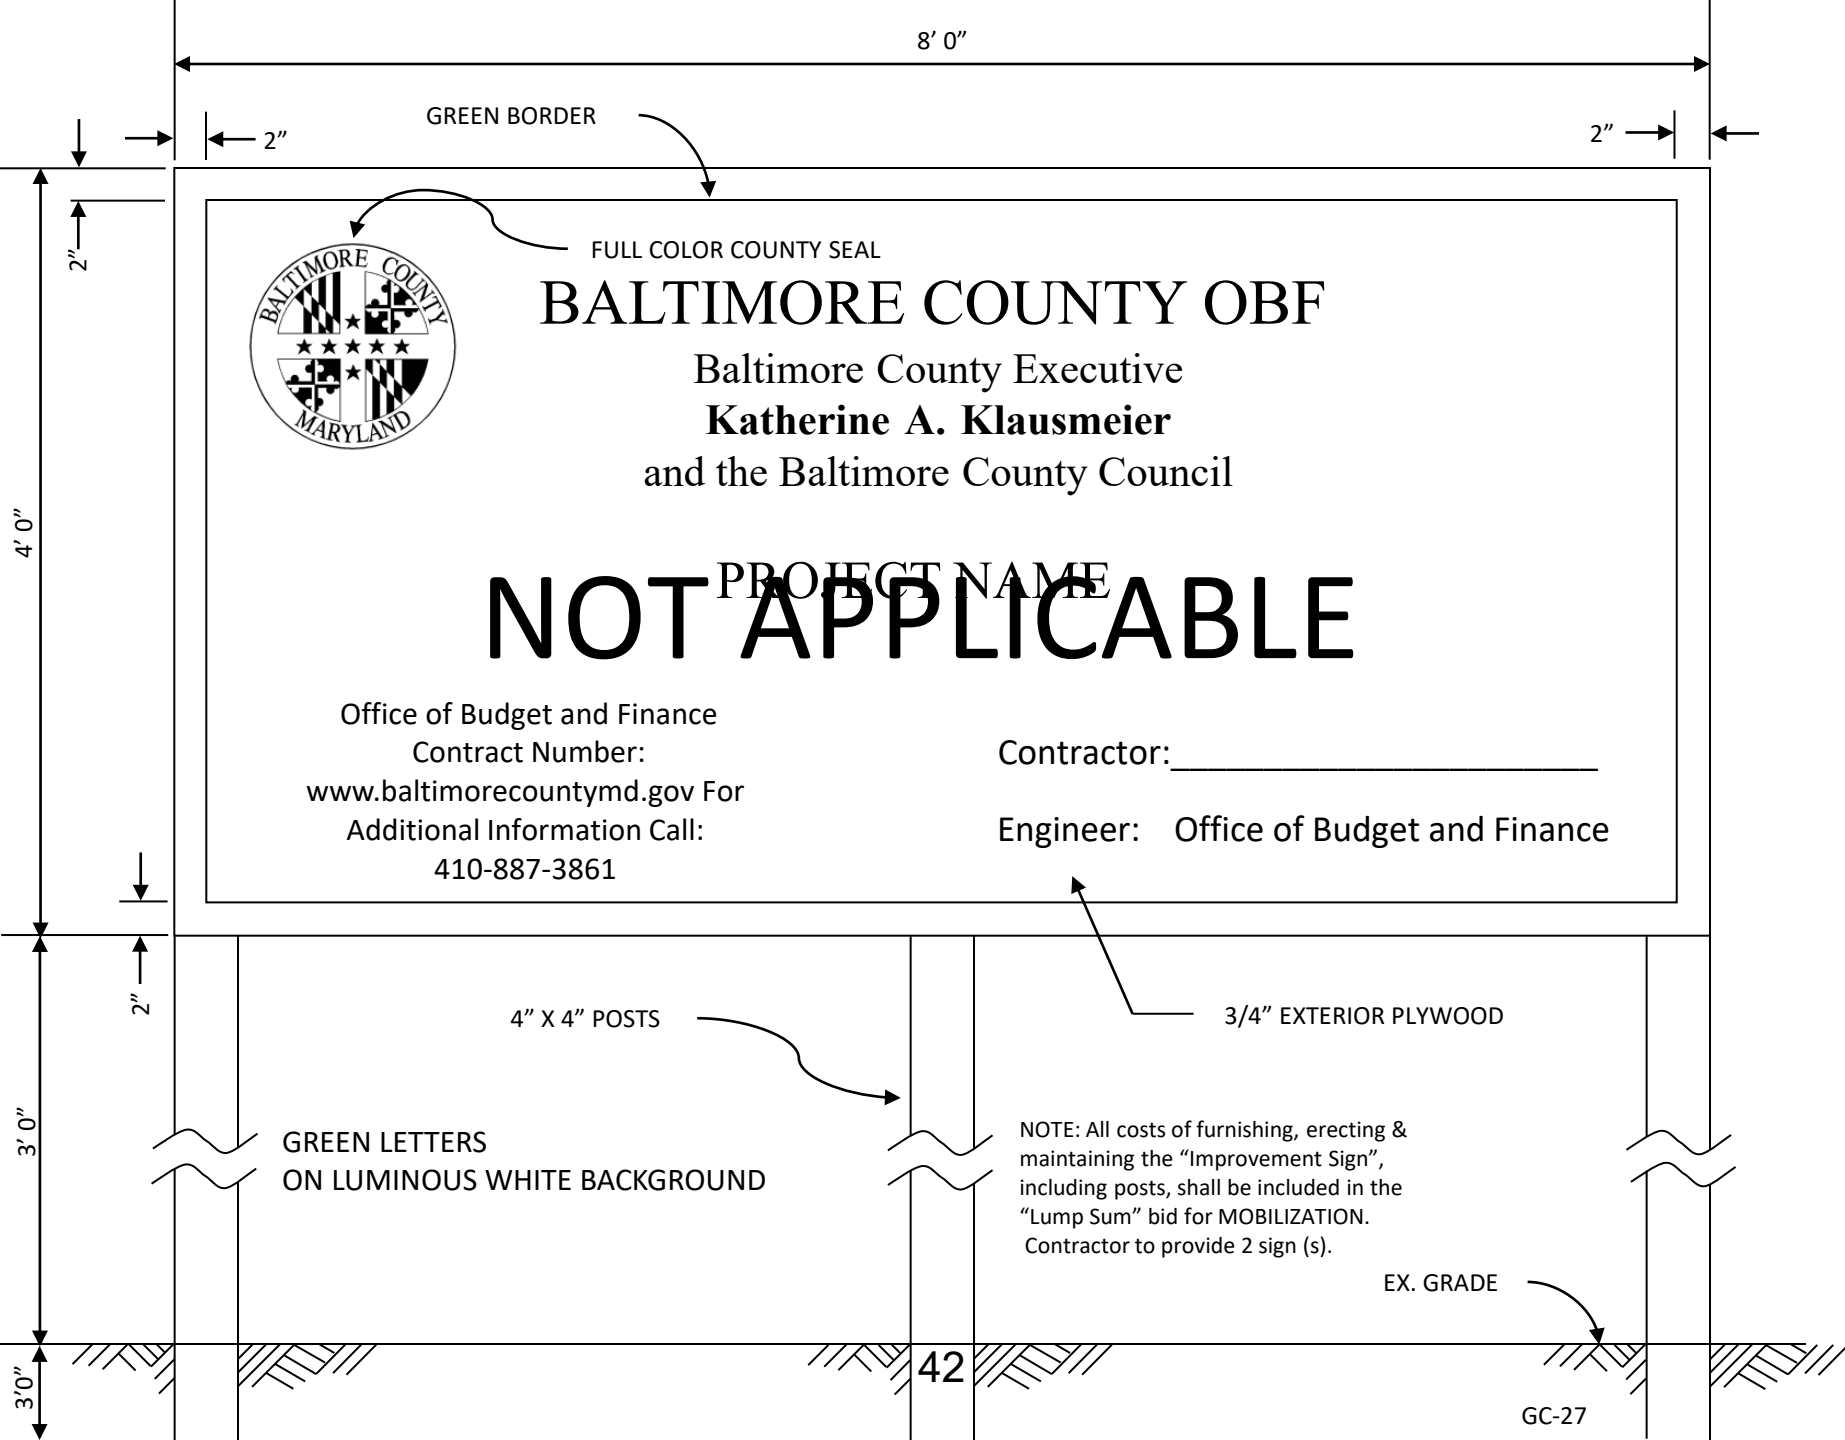 8’ 0”
GREEN BORDER
2”
2”
2”
FULL COLOR COUNTY SEAL
BALTIMORE COUNTY
MARYLAND
BALTIMORE COUNTY OBF
Baltimore County Executive
Katherine A. Klausmeier
and the Baltimore County Council
4’ 0”
PROJECT NAME
NOT APPLICABLE
Office of Budget and Finance
Contract Number:
www.baltimorecountymd.gov For
Additional Information Call:
410-887-3861
Contractor:_______________________
Engineer: Office of Budget and Finance
2”
4” X 4” POSTS
3/4” EXTERIOR PLYWOOD
3’ 0”
GREEN LETTERS
ON LUMINOUS WHITE BACKGROUND
NOTE: All costs of furnishing, erecting &
maintaining the “Improvement Sign”,
including posts, shall be included in the
“Lump Sum” bid for MOBILIZATION.
Contractor to provide 2 sign (s).
EX. GRADE
42
3’0”
GC-27